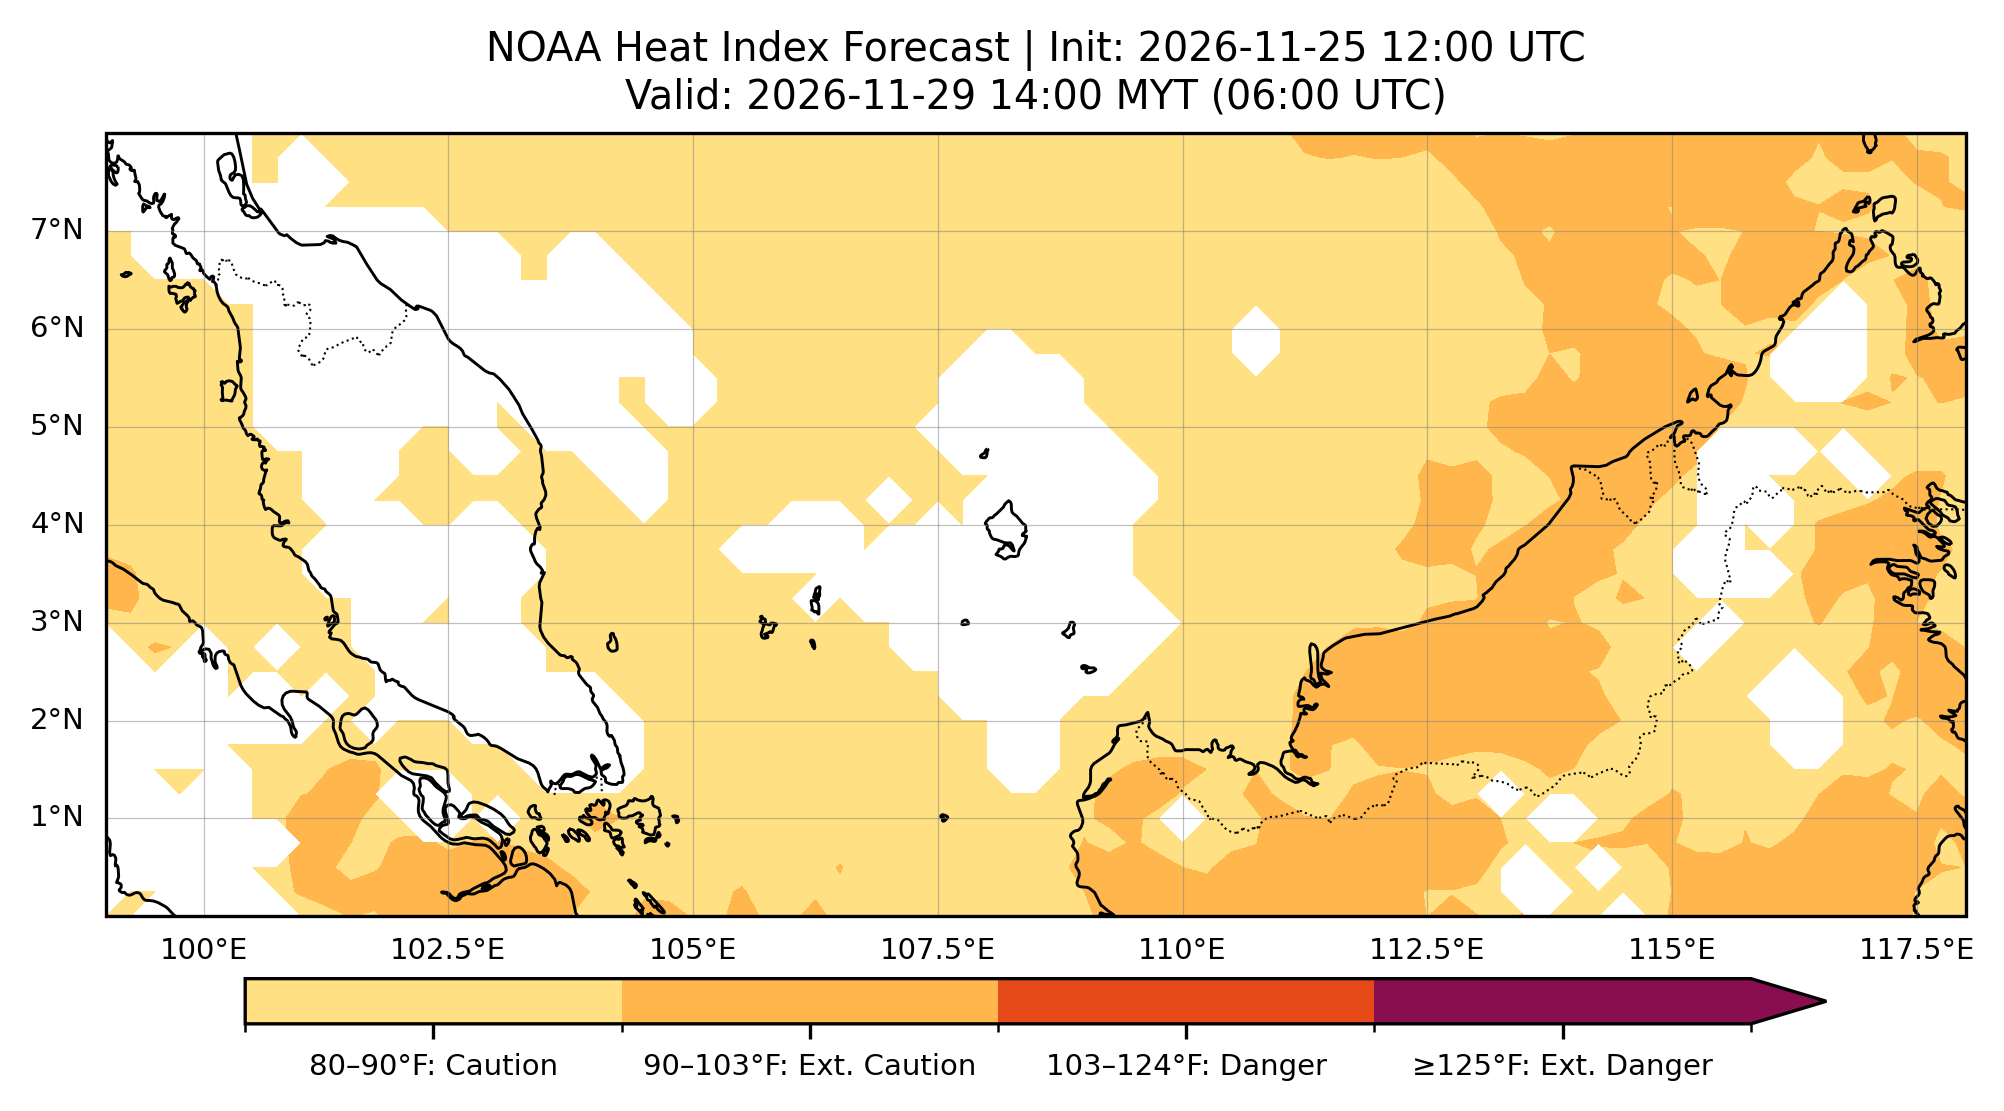 NOAA Heat Index Forecast | Init: 2026-11-25 12:00 UTC
Valid: 2026-11-29 14:00 MYT (06:00 UTC)
7°N
6°N
5°N
4°N
3°N
2°N
1°N
100°E 102.5°E 105°E 107.5°E 110°E 112.5°E 115°E 117.5°E
80–90°F: Caution 90–103°F: Ext. Caution 103–124°F: Danger ≥125°F: Ext. Danger